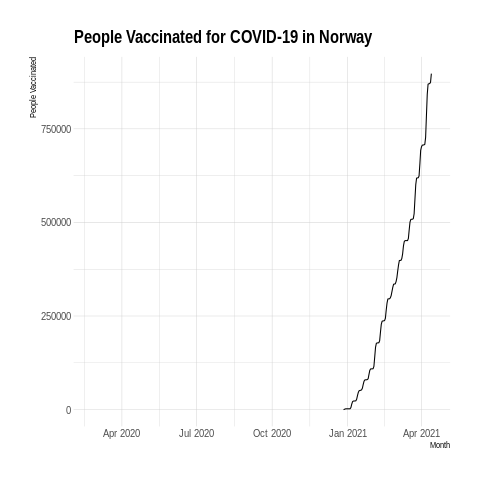 People Vaccinated for COVID-19 in Norway
People Vaccinated
750000
500000
250000
0
Apr 2020 Jul 2020 Oct 2020 Jan 2021 Apr 2021
Month